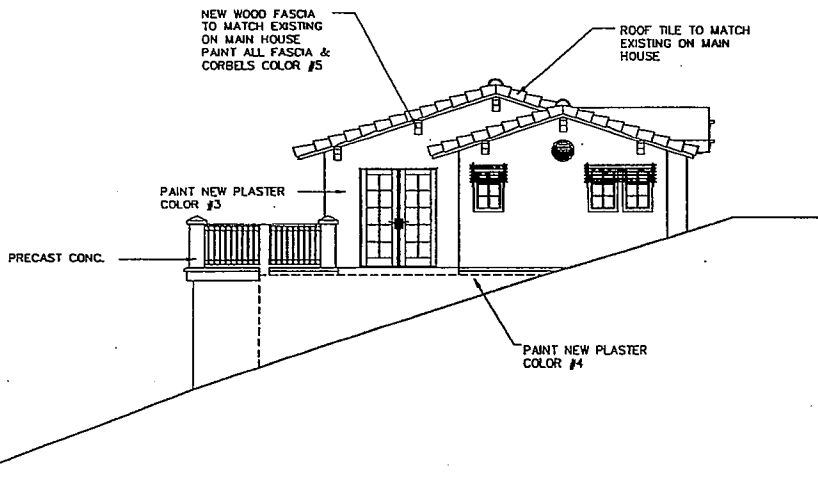 NEW WOOD FASCIA
TO MATCH EXISTING
ON MAIN HOUSE
PAINT ALL FASCIA &
CORBELS COLOR #5
ROOF TILE TO MATCH
EXISTING ON MAIN
HOUSE
PAINT NEW PLASTER
COLOR #3
PRECAST CONC.
PAINT NEW PLASTER
COLOR #4